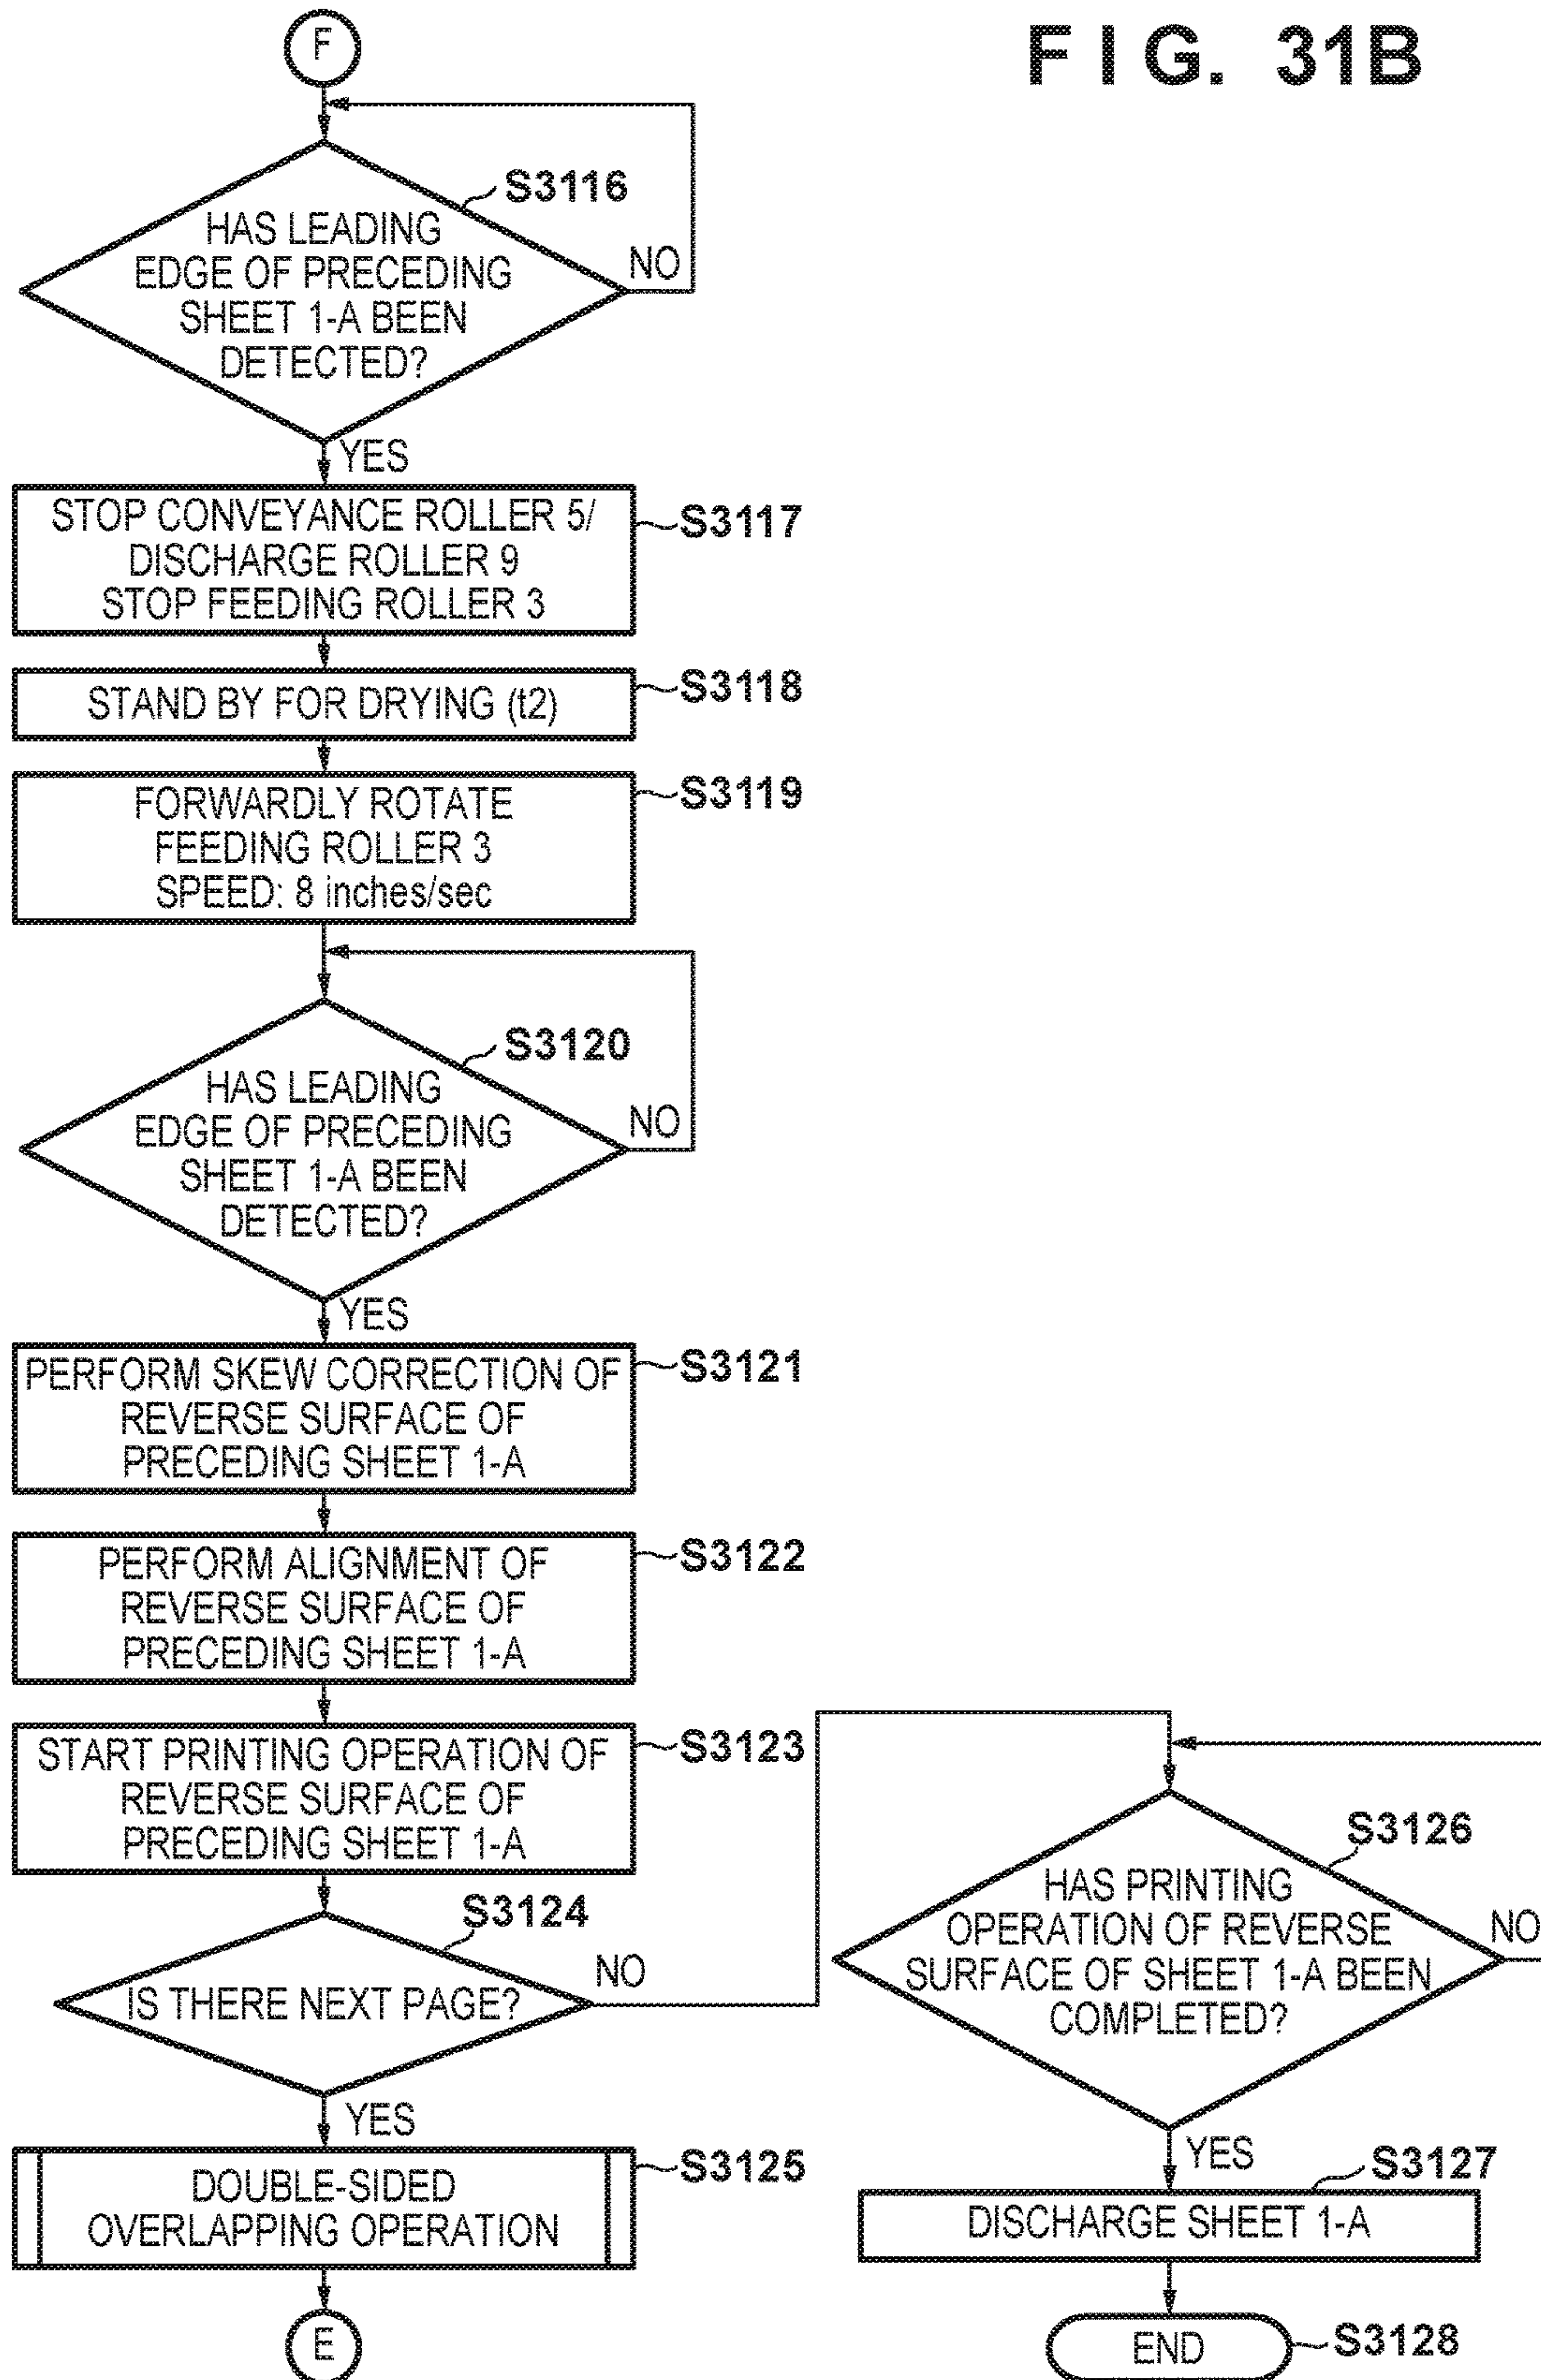 FIG. 31B
F
S3116
HAS LEADING
EDGE OF PRECEDING
SHEET 1-A BEEN
DETECTED?
NO
YES
STOP CONVEYANCE ROLLER 5/
DISCHARGE ROLLER 9
STOP FEEDING ROLLER 3
S3117
STAND BY FOR DRYING (t2)
S3118
FORWARDLY ROTATE
FEEDING ROLLER 3
SPEED: 8 inches/sec
S3119
S3120
HAS LEADING
EDGE OF PRECEDING
SHEET 1-A BEEN
DETECTED?
NO
YES
PERFORM SKEW CORRECTION OF
REVERSE SURFACE OF
PRECEDING SHEET 1-A
S3121
PERFORM ALIGNMENT OF
REVERSE SURFACE OF
PRECEDING SHEET 1-A
S3122
START PRINTING OPERATION OF
REVERSE SURFACE OF
PRECEDING SHEET 1-A
S3123
S3124
IS THERE NEXT PAGE?
NO
YES
DOUBLE-SIDED
OVERLAPPING OPERATION
S3125
E
S3126
HAS PRINTING
OPERATION OF REVERSE
SURFACE OF SHEET 1-A BEEN
COMPLETED?
NO
YES
S3127
DISCHARGE SHEET 1-A
END
S3128